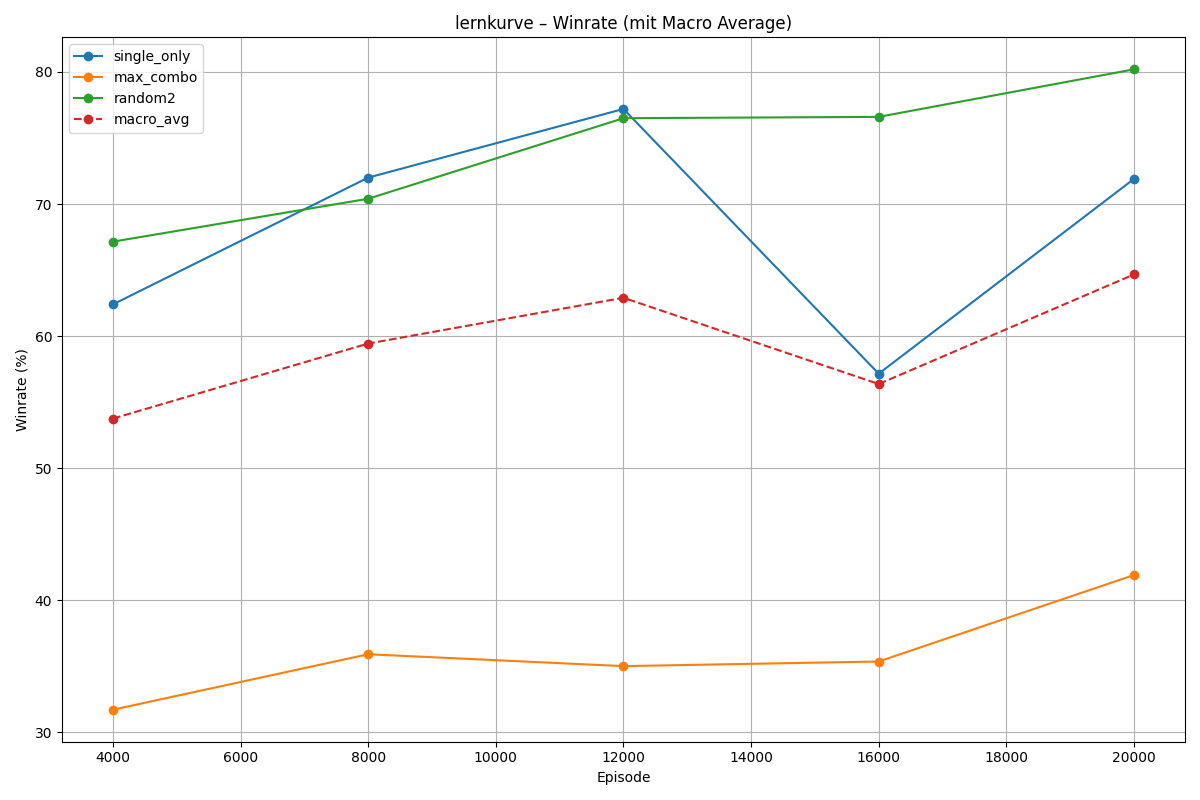 lernkurve – Winrate (mit Macro Average)
single_only
max_combo
random2
macro_avg
80
70
60
50
40
30
Winrate (%)
4000 6000 8000 10000 12000 14000 16000 18000 20000
Episode